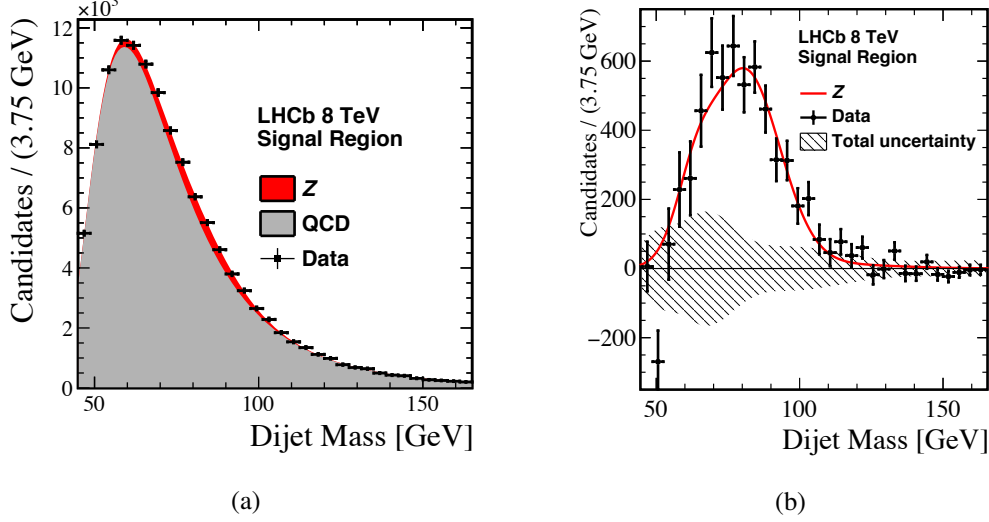 ×10³
Candidates / (3.75 GeV)
12
10
8
6
4
2
0
50
100
150
Dijet Mass [GeV]
LHCb 8 TeV
Signal Region
Z
QCD
Data
(a)
Candidates / (3.75 GeV)
600
400
200
0
−200
50
100
150
Dijet Mass [GeV]
LHCb 8 TeV
Signal Region
Z
Data
Total uncertainty
(b)